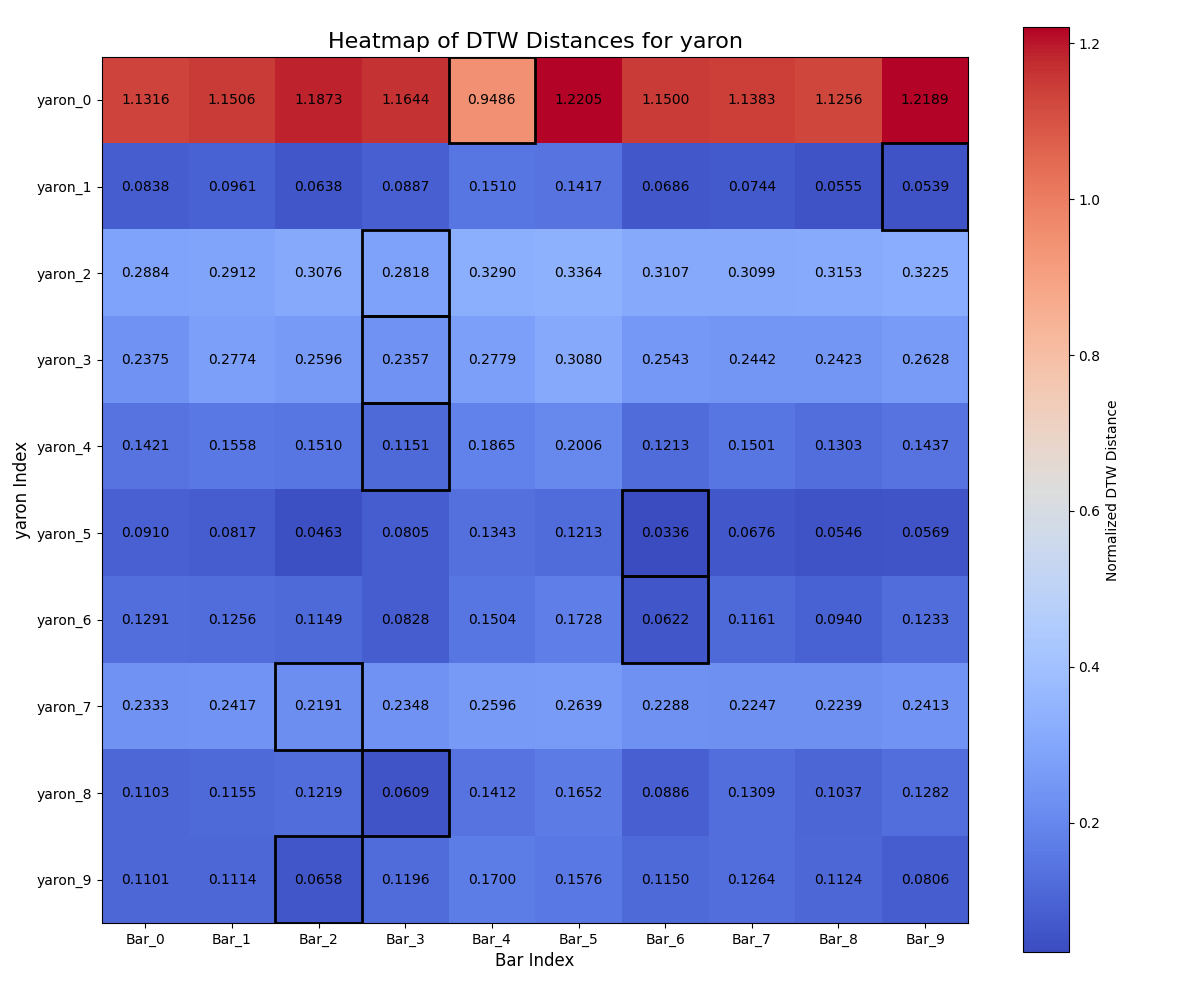 Heatmap of DTW Distances for yaron
yaron_0 1.1316 1.1506 1.1873 1.1644 0.9486 1.2205 1.1500 1.1383 1.1256 1.2189
yaron_1 0.0838 0.0961 0.0638 0.0887 0.1510 0.1417 0.0686 0.0744 0.0555 0.0539
yaron_2 0.2884 0.2912 0.3076 0.2818 0.3290 0.3364 0.3107 0.3099 0.3153 0.3225
yaron_3 0.2375 0.2774 0.2596 0.2357 0.2779 0.3080 0.2543 0.2442 0.2423 0.2628
yaron_4 0.1421 0.1558 0.1510 0.1151 0.1865 0.2006 0.1213 0.1501 0.1303 0.1437
yaron_5 0.0910 0.0817 0.0463 0.0805 0.1343 0.1213 0.0336 0.0676 0.0546 0.0569
yaron_6 0.1291 0.1256 0.1149 0.0828 0.1504 0.1728 0.0622 0.1161 0.0940 0.1233
yaron_7 0.2333 0.2417 0.2191 0.2348 0.2596 0.2639 0.2288 0.2247 0.2239 0.2413
yaron_8 0.1103 0.1155 0.1219 0.0609 0.1412 0.1652 0.0886 0.1309 0.1037 0.1282
yaron_9 0.1101 0.1114 0.0658 0.1196 0.1700 0.1576 0.1150 0.1264 0.1124 0.0806
Bar_0 Bar_1 Bar_2 Bar_3 Bar_4 Bar_5 Bar_6 Bar_7 Bar_8 Bar_9
Bar Index
yaron Index
1.2
1.0
0.8
0.6
0.4
0.2
Normalized DTW Distance